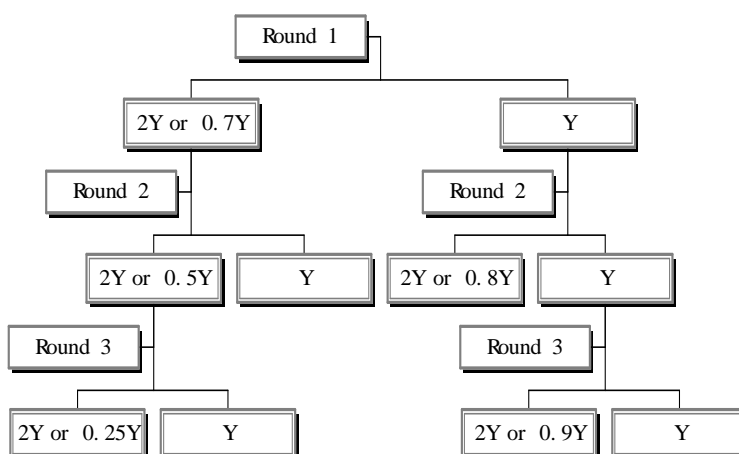 Round 1
2Y or 0.7Y
Y
Round 2
Round 2
2Y or 0.5Y
Y
2Y or 0.8Y
Y
Round 3
Round 3
2Y or 0.25Y
Y
2Y or 0.9Y
Y